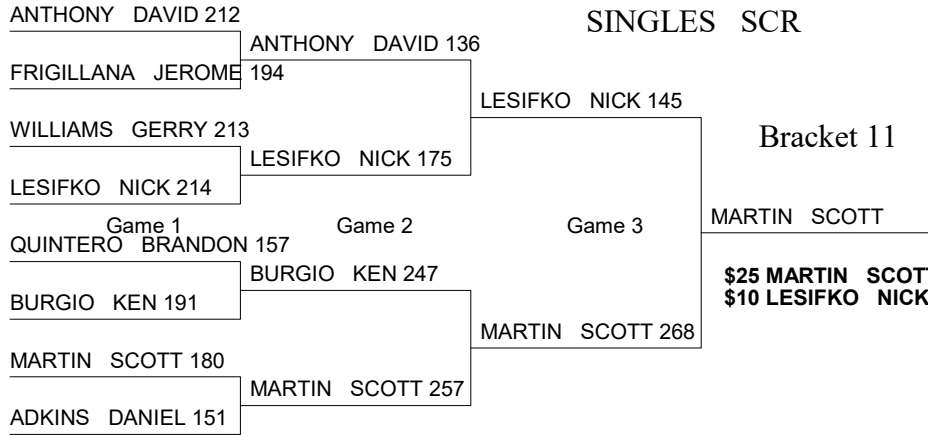 ANTHONY DAVID 212
SINGLES SCR
ANTHONY DAVID 136
FRIGILLANA JEROME 194
LESIFKO NICK 145
WILLIAMS GERRY 213
Bracket 11
LESIFKO NICK 175
LESIFKO NICK 214
Game 1
Game 2
Game 3
MARTIN SCOTT
QUINTERO BRANDON 157
BURGIO KEN 247
$25 MARTIN SCOTT
$10 LESIFKO NICK
BURGIO KEN 191
MARTIN SCOTT 268
MARTIN SCOTT 180
MARTIN SCOTT 257
ADKINS DANIEL 151